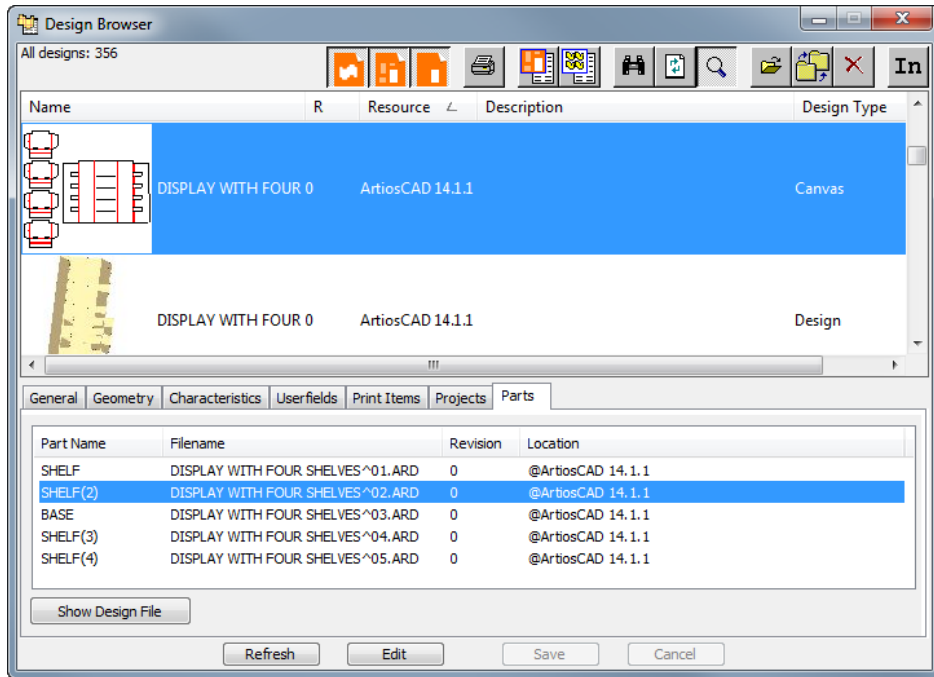 Design Browser
All designs: 356
In
Name R Resource Description Design Type
DISPLAY WITH FOUR 0 ArtiosCAD 14.1.1 Canvas
DISPLAY WITH FOUR 0 ArtiosCAD 14.1.1 Design
General Geometry Characteristics Userfields Print Items Projects Parts
Part Name Filename Revision Location
SHELF DISPLAY WITH FOUR SHELVES^01.ARD 0 @ArtiosCAD 14.1.1
SHELF(2) DISPLAY WITH FOUR SHELVES^02.ARD 0 @ArtiosCAD 14.1.1
BASE DISPLAY WITH FOUR SHELVES^03.ARD 0 @ArtiosCAD 14.1.1
SHELF(3) DISPLAY WITH FOUR SHELVES^04.ARD 0 @ArtiosCAD 14.1.1
SHELF(4) DISPLAY WITH FOUR SHELVES^05.ARD 0 @ArtiosCAD 14.1.1
Show Design File
Refresh Edit Save Cancel